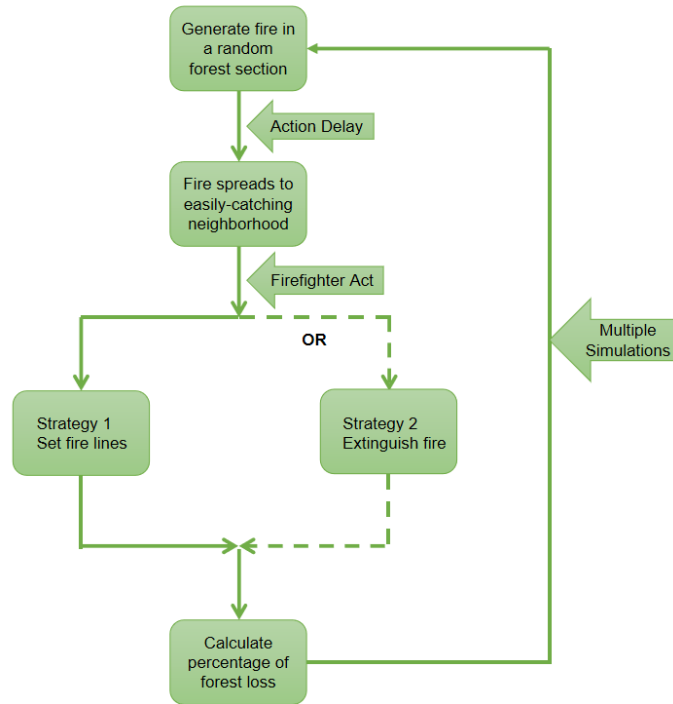 Generate fire in
a random
forest section
Action Delay
Fire spreads to
easily-catching
neighborhood
Firefighter Act
OR
Multiple
Simulations
Strategy 1
Set fire lines
Strategy 2
Extinguish fire
Calculate
percentage of
forest loss